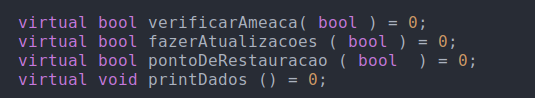 virtual bool verificarAmeaca( bool ) = 0;
virtual bool fazerAtualizacoes ( bool ) = 0;
virtual bool pontoDeRestauracao ( bool  ) = 0;
virtual void printDados () = 0;